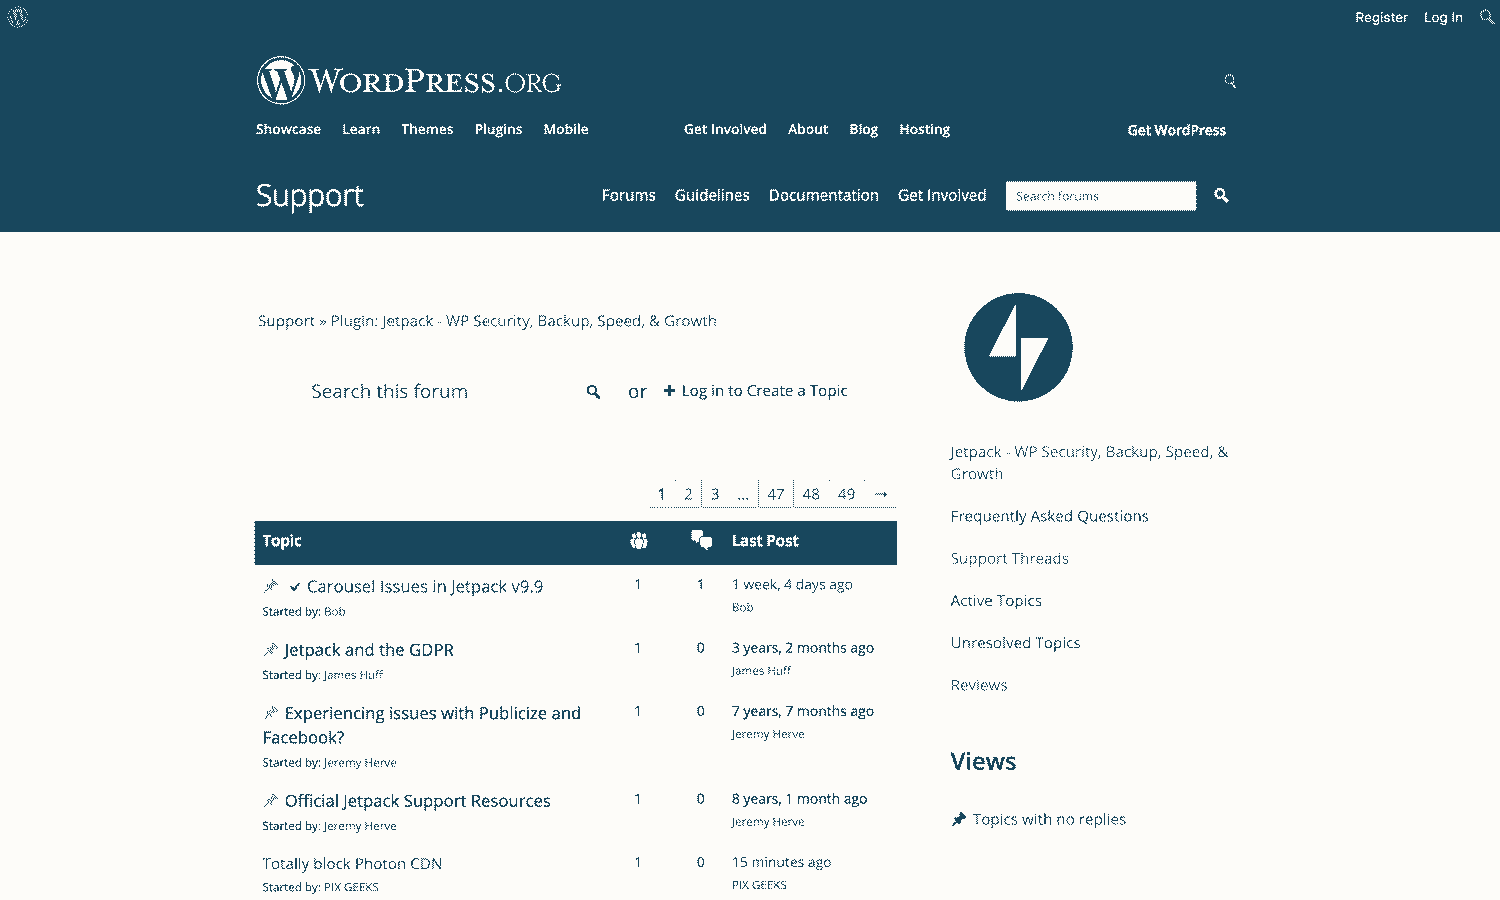 Register Log In
WORDPRESS.ORG
Showcase Learn Themes Plugins Mobile Get Involved About Blog Hosting Get WordPress
Support Forums Guidelines Documentation Get Involved Search forums
Support » Plugin: Jetpack - WP Security, Backup, Speed, & Growth
Search this forum or + Log in to Create a Topic
1 2 3 … 47 48 49 →
Topic Last Post
Carousel Issues in Jetpack v9.9 1 1 1 week, 4 days ago
Started by: Bob Bob
Jetpack and the GDPR 1 0 3 years, 2 months ago
Started by: James Huff James Huff
Experiencing issues with Publicize and 1 0 7 years, 7 months ago
Facebook? Jeremy Herve
Started by: Jeremy Herve
Official Jetpack Support Resources 1 0 8 years, 1 month ago
Started by: Jeremy Herve Jeremy Herve
Totally block Photon CDN 1 0 15 minutes ago
Started by: PIX GEEKS PIX GEEKS
Jetpack - WP Security, Backup, Speed, &
Growth
Frequently Asked Questions
Support Threads
Active Topics
Unresolved Topics
Reviews
Views
Topics with no replies